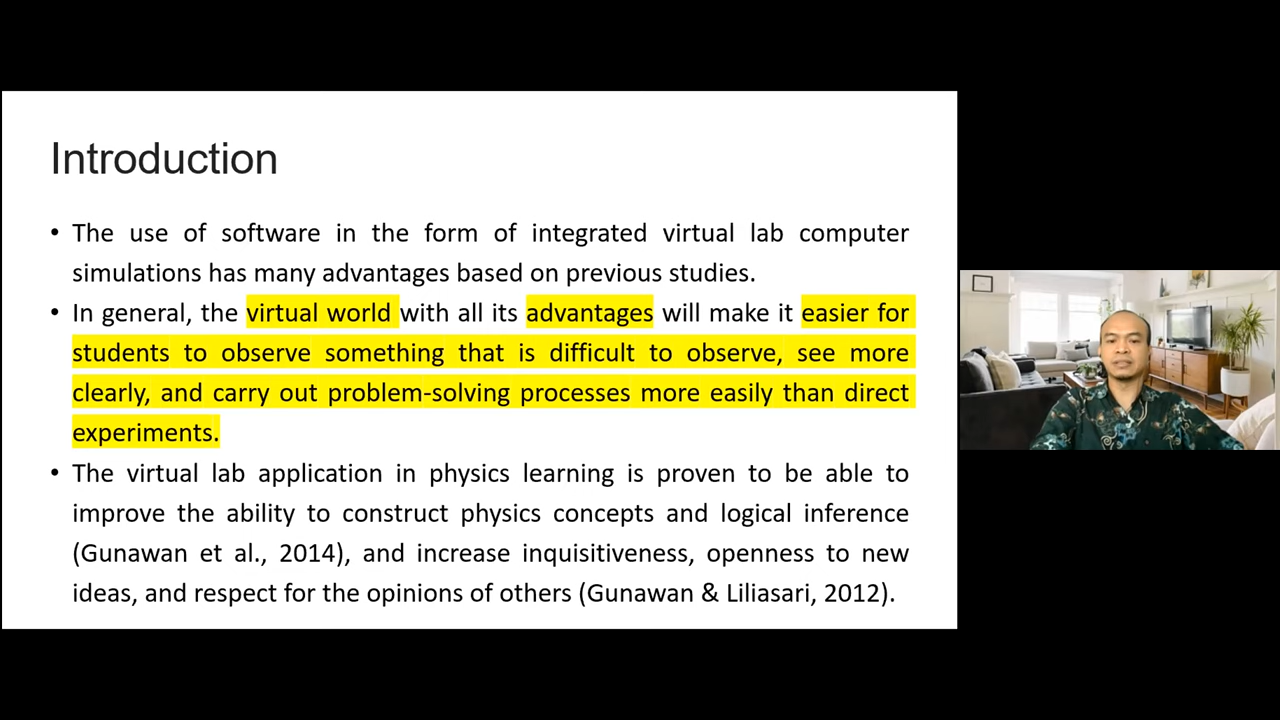 Introduction
• The use of software in the form of integrated virtual lab computer
simulations has many advantages based on previous studies.
• In general, the virtual world with all its advantages will make it easier for
students to observe something that is difficult to observe, see more
clearly, and carry out problem-solving processes more easily than direct
experiments.
• The virtual lab application in physics learning is proven to be able to
improve the ability to construct physics concepts and logical inference
(Gunawan et al., 2014), and increase inquisitiveness, openness to new
ideas, and respect for the opinions of others (Gunawan & Liliasari, 2012).